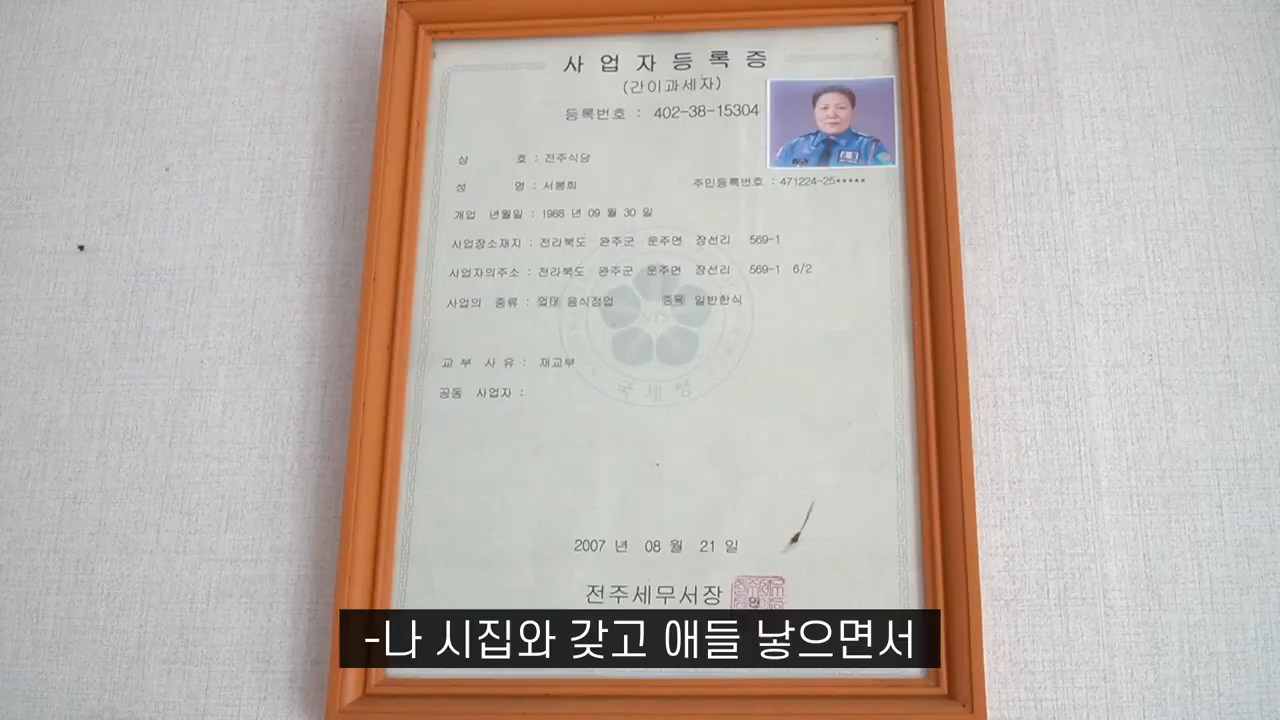 사업자등록증
(간이과세자)
등록번호 : 402-38-15304
상 호 : 전주식당
성 명 : 서봉희 주민등록번호 : 471224-25*****
개업 년월일 : 1988 년 09 월 30 일
사업장소재지 : 전라북도 완주군 운주면 장선리 569-1
사업자의주소 : 전라북도 완주군 운주면 장선리 569-1 6/2
사업의 종류 : 업태 음식점업 종목 일반한식
교 부 사 유 : 재교부
공동 사업자 :
국세청
2007 년 08 월 21 일
전주세무서장
-나 시집와 갖고 애들 낳으면서